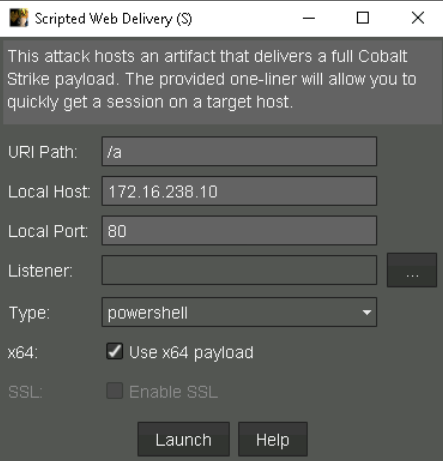 Scripted Web Delivery (S)
This attack hosts an artifact that delivers a full Cobalt
Strike payload. The provided one-liner will allow you to
quickly get a session on a target host.
URI Path: /a
Local Host: 172.16.238.10
Local Port: 80
Listener: ...
Type: powershell
x64: Use x64 payload
SSL: Enable SSL
Launch Help